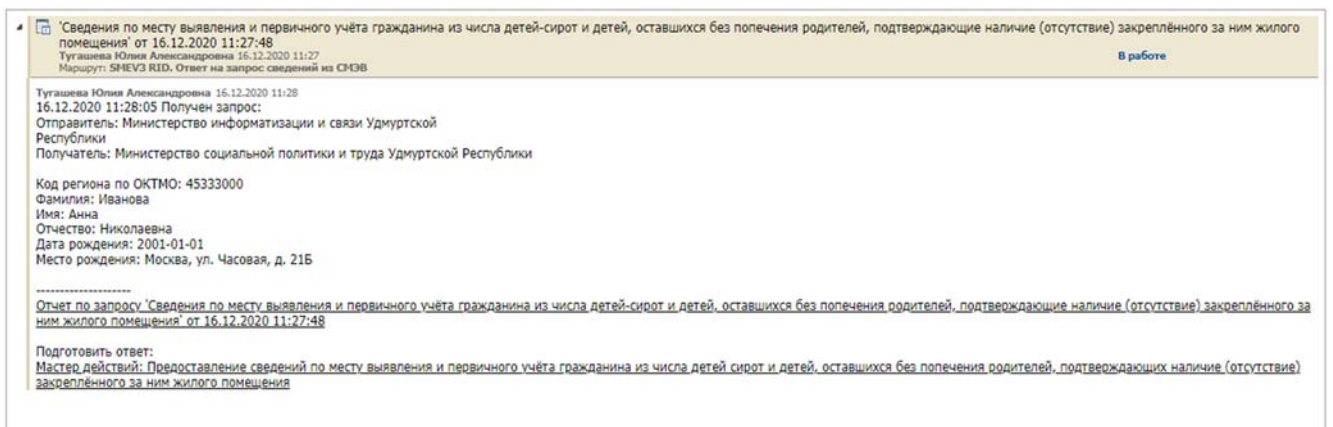 'Сведения по месту выявления и первичного учёта гражданина из числа детей-сирот и детей, оставшихся без попечения родителей, подтверждающие наличие (отсутствие) закреплённого за ним жилого
помещения' от 16.12.2020 11:27:48
Тугашева Юлия Александровна 16.12.2020 11:27
В работе
Маршрут: SMEV3 RID. Ответ на запрос сведений из СМЭВ
Тугашева Юлия Александровна 16.12.2020 11:28
16.12.2020 11:28:05 Получен запрос:
Отправитель: Министерство информатизации и связи Удмуртской
Республики
Получатель: Министерство социальной политики и труда Удмуртской Республики
Код региона по ОКТМО: 45333000
Фамилия: Иванова
Имя: Анна
Отчество: Николаевна
Дата рождения: 2001-01-01
Место рождения: Москва, ул. Часовая, д. 21Б
--------------------
Отчет по запросу 'Сведения по месту выявления и первичного учёта гражданина из числа детей-сирот и детей, оставшихся без попечения родителей, подтверждающие наличие (отсутствие) закреплённого за
ним жилого помещения' от 16.12.2020 11:27:48
Подготовить ответ:
Мастер действий: Предоставление сведений по месту выявления и первичного учёта гражданина из числа детей сирот и детей, оставшихся без попечения родителей, подтверждающих наличие (отсутствие)
закреплённого за ним жилого помещения